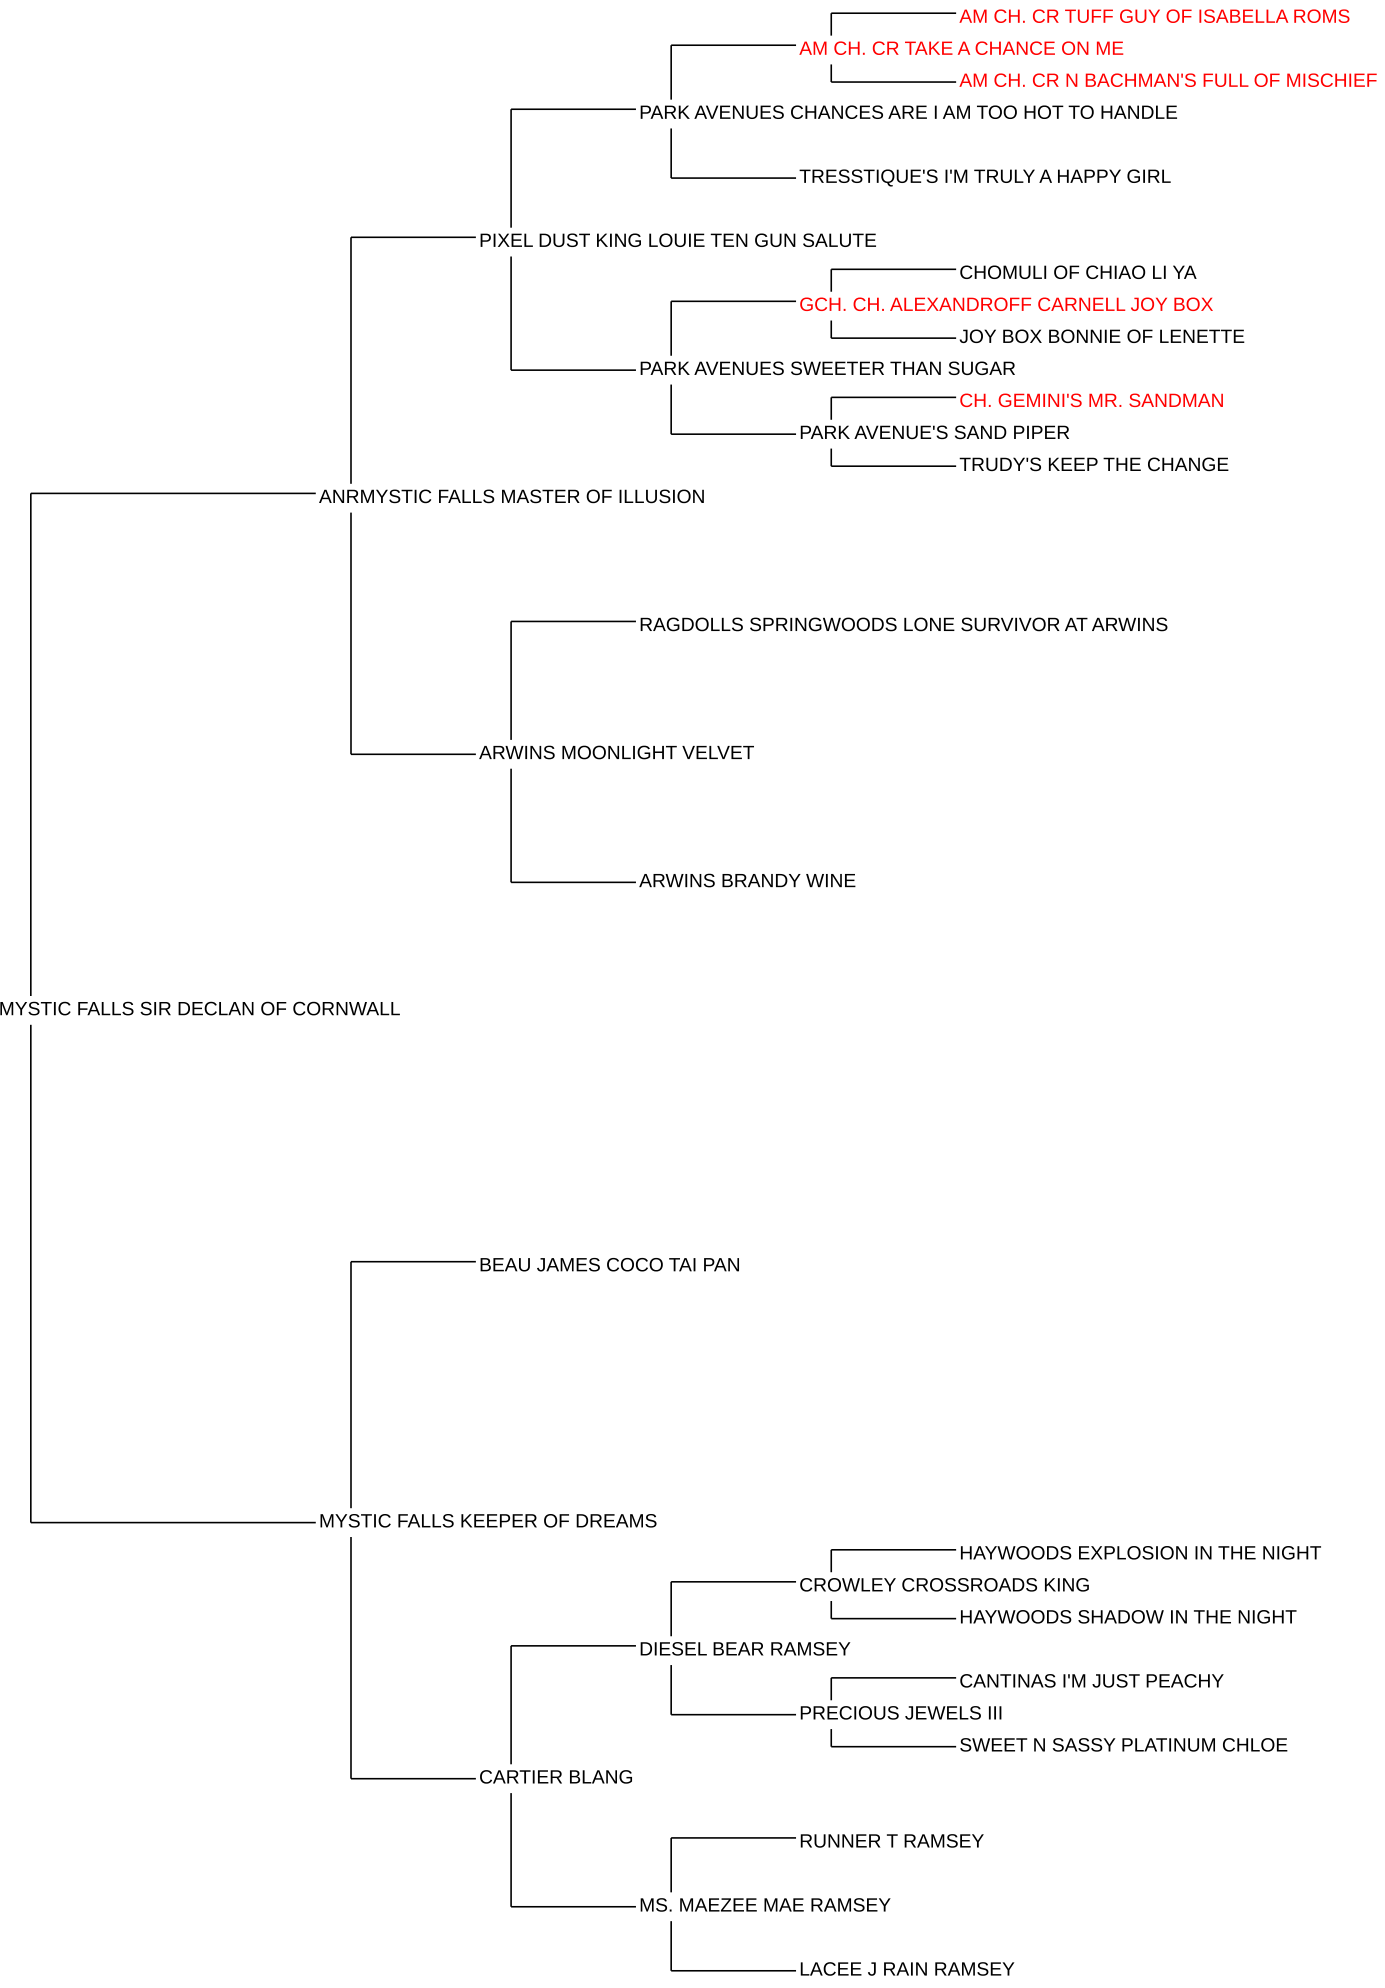 AM CH. CR TUFF GUY OF ISABELLA ROMS
AM CH. CR TAKE A CHANCE ON ME
AM CH. CR N BACHMAN'S FULL OF MISCHIEF
PARK AVENUES CHANCES ARE I AM TOO HOT TO HANDLE
TRESSTIQUE'S I'M TRULY A HAPPY GIRL
PIXEL DUST KING LOUIE TEN GUN SALUTE
CHOMULI OF CHIAO LI YA
GCH. CH. ALEXANDROFF CARNELL JOY BOX
JOY BOX BONNIE OF LENETTE
PARK AVENUES SWEETER THAN SUGAR
CH. GEMINI'S MR. SANDMAN
PARK AVENUE'S SAND PIPER
TRUDY'S KEEP THE CHANGE
ANRMYSTIC FALLS MASTER OF ILLUSION
RAGDOLLS SPRINGWOODS LONE SURVIVOR AT ARWINS
ARWINS MOONLIGHT VELVET
ARWINS BRANDY WINE
MYSTIC FALLS SIR DECLAN OF CORNWALL
BEAU JAMES COCO TAI PAN
MYSTIC FALLS KEEPER OF DREAMS
HAYWOODS EXPLOSION IN THE NIGHT
CROWLEY CROSSROADS KING
HAYWOODS SHADOW IN THE NIGHT
DIESEL BEAR RAMSEY
CANTINAS I'M JUST PEACHY
PRECIOUS JEWELS III
SWEET N SASSY PLATINUM CHLOE
CARTIER BLANG
RUNNER T RAMSEY
MS. MAEZEE MAE RAMSEY
LACEE J RAIN RAMSEY